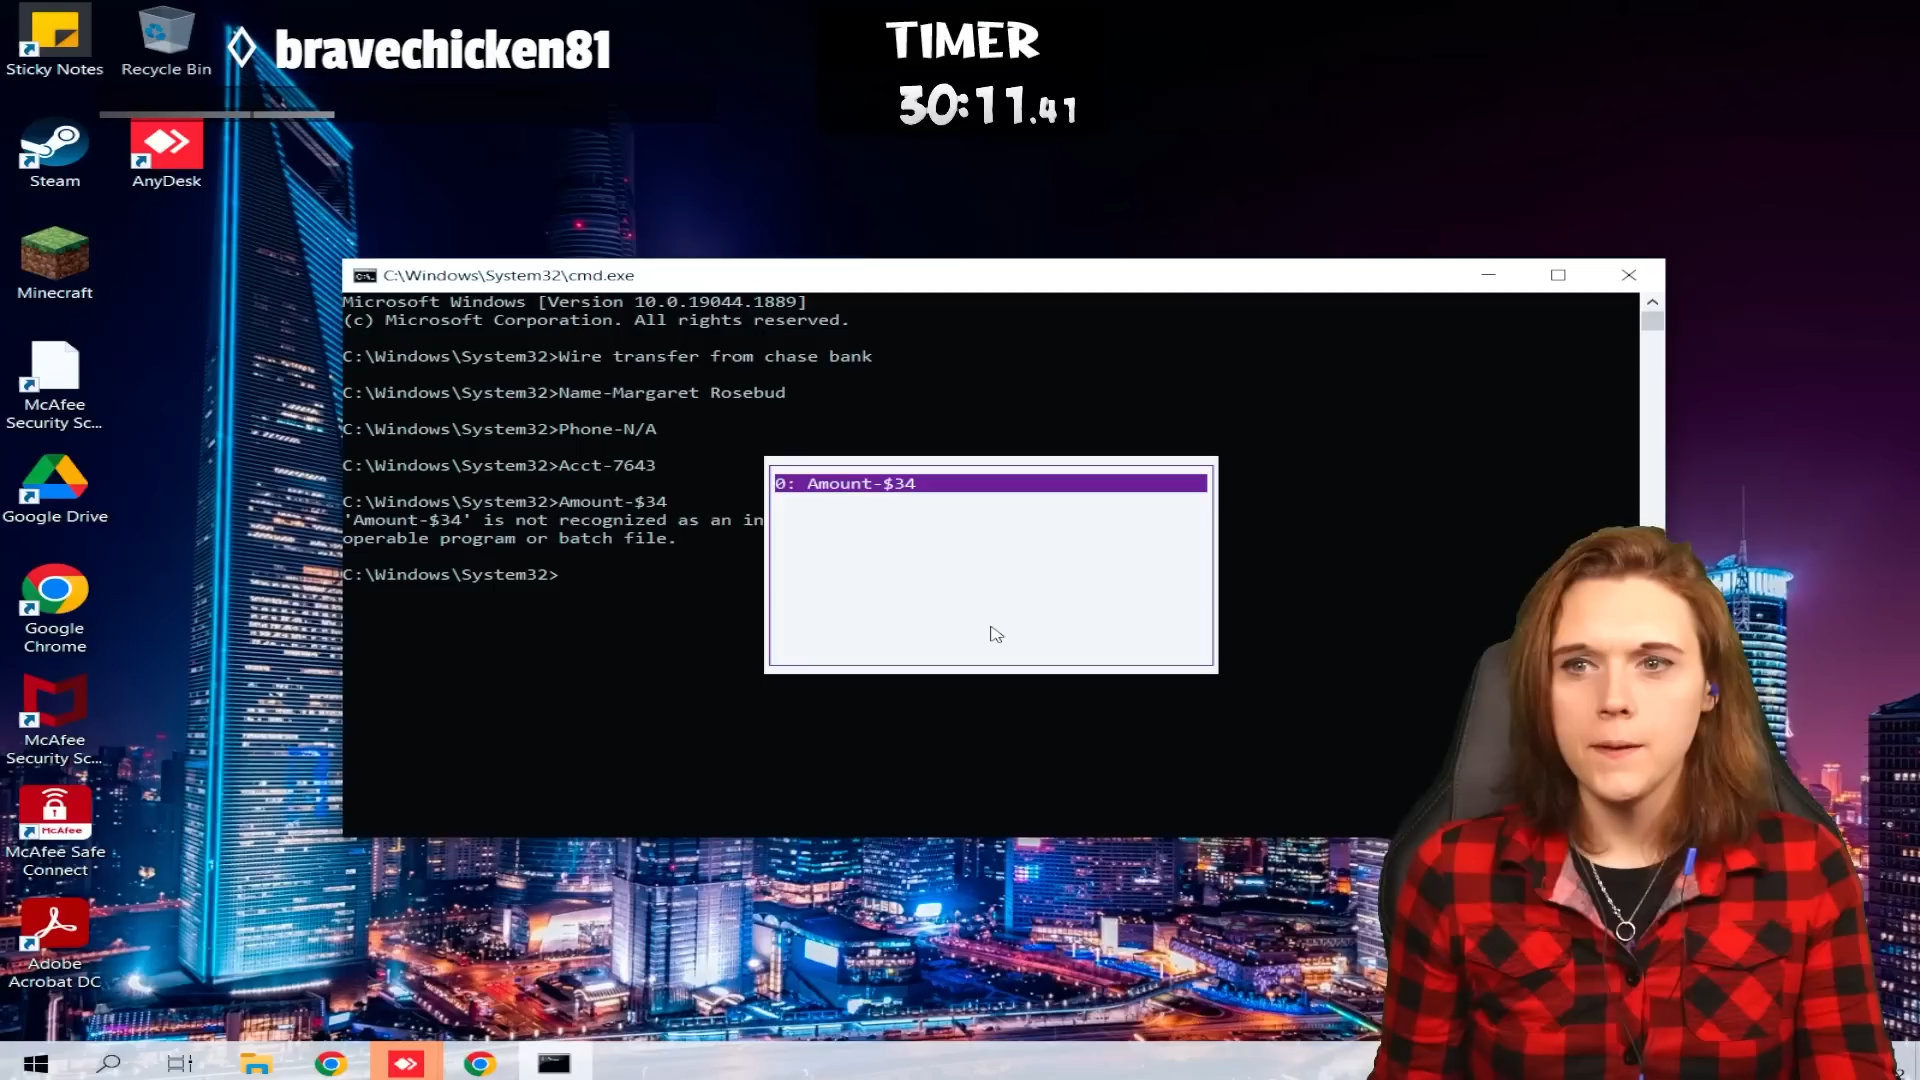 bravechicken81
TIMER
30:11.41
Sticky Notes
Recycle Bin
Steam
AnyDesk
Minecraft
McAfee
Security Sc...
Google Drive
Google
Chrome
McAfee
Security Sc...
McAfee
McAfee Safe
Connect
Adobe
Acrobat DC
C:\Windows\System32\cmd.exe
Microsoft Windows [Version 10.0.19044.1889]
(c) Microsoft Corporation. All rights reserved.
C:\Windows\System32>Wire transfer from chase bank
C:\Windows\System32>Name-Margaret Rosebud
C:\Windows\System32>Phone-N/A
C:\Windows\System32>Acct-7643
C:\Windows\System32>Amount-$34
'Amount-$34' is not recognized as an in
operable program or batch file.
C:\Windows\System32>
0: Amount-$34